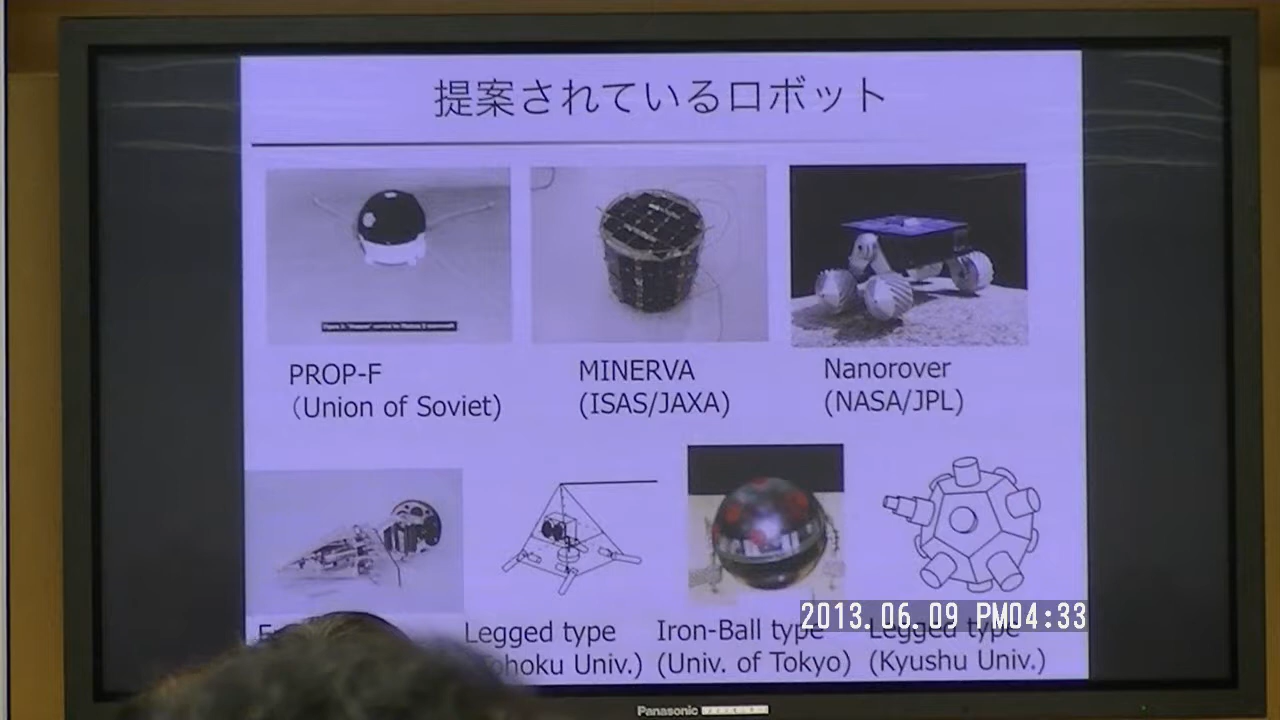 提案されているロボット
PROP-F
(Union of Soviet)
MINERVA
(ISAS/JAXA)
Nanorover
(NASA/JPL)
Legged type
Tohoku Univ.)
Iron-Ball type
(Univ. of Tokyo)
Legged type
(Kyushu Univ.)
2013.06.09 PM04:33
Panasonic